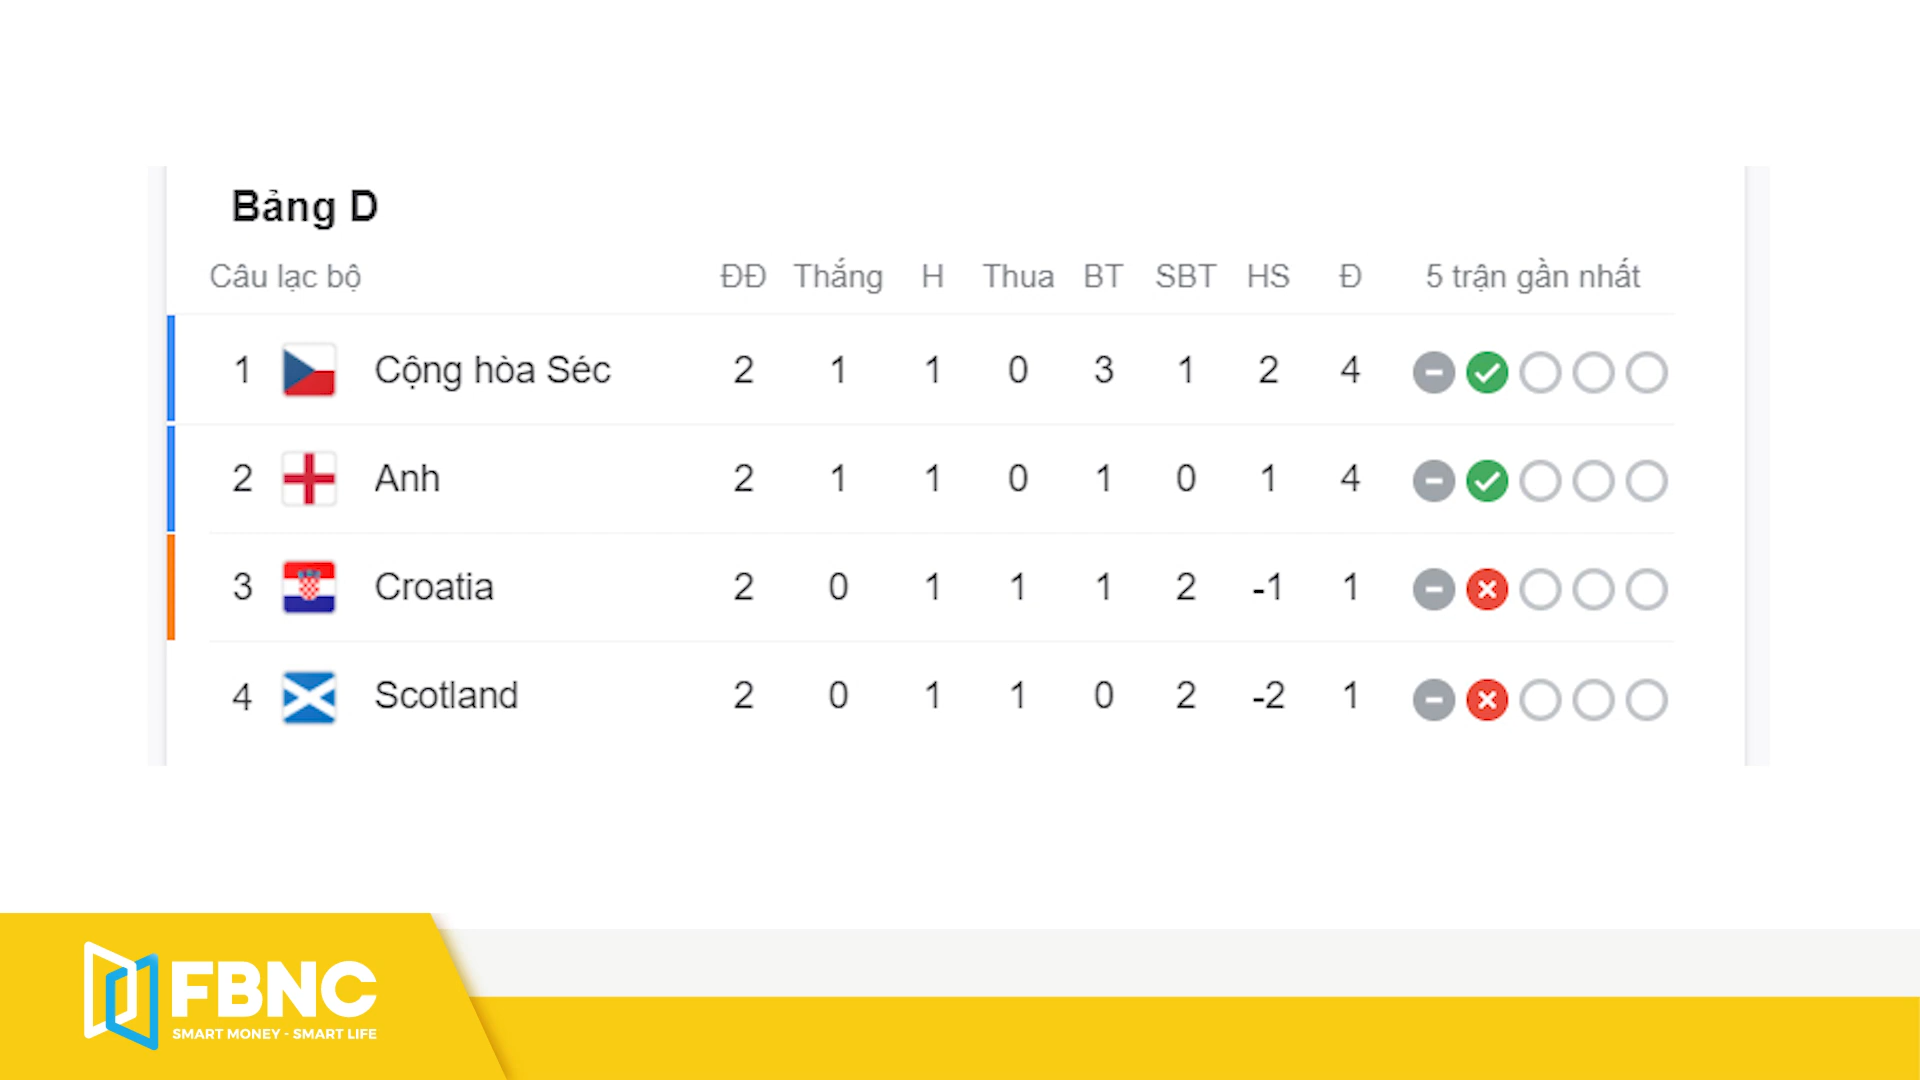 Bảng D
Câu lạc bộ ĐĐ Thắng H Thua BT SBT HS Đ 5 trận gần nhất
1 Cộng hòa Séc 2 1 1 0 3 1 2 4
2 Anh 2 1 1 0 1 0 1 4
3 Croatia 2 0 1 1 1 2 -1 1
4 Scotland 2 0 1 1 0 2 -2 1
FBNC
SMART MONEY - SMART LIFE